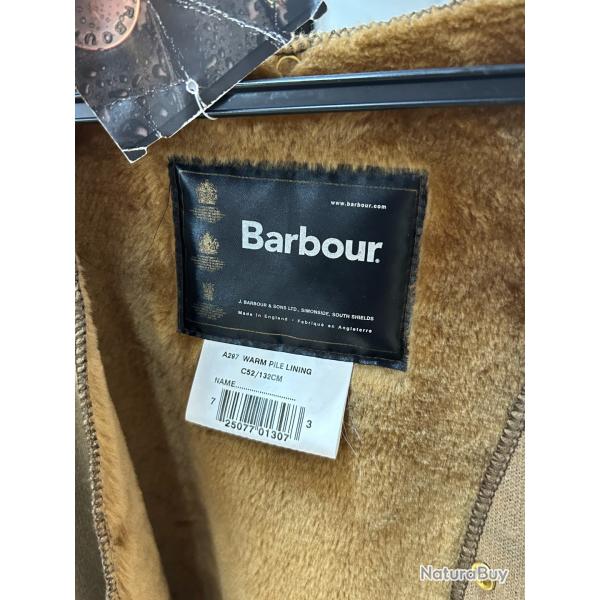 www.barbour.com
Barbour.
J. BARBOUR & SONS LTD., SIMONSIDE, SOUTH SHIELDS
Made In England • Fabriqué en Angleterre
A297 WARM PILE LINING
C52/132CM
NAME..............................
7 25077 01307 3
NaturaBuy